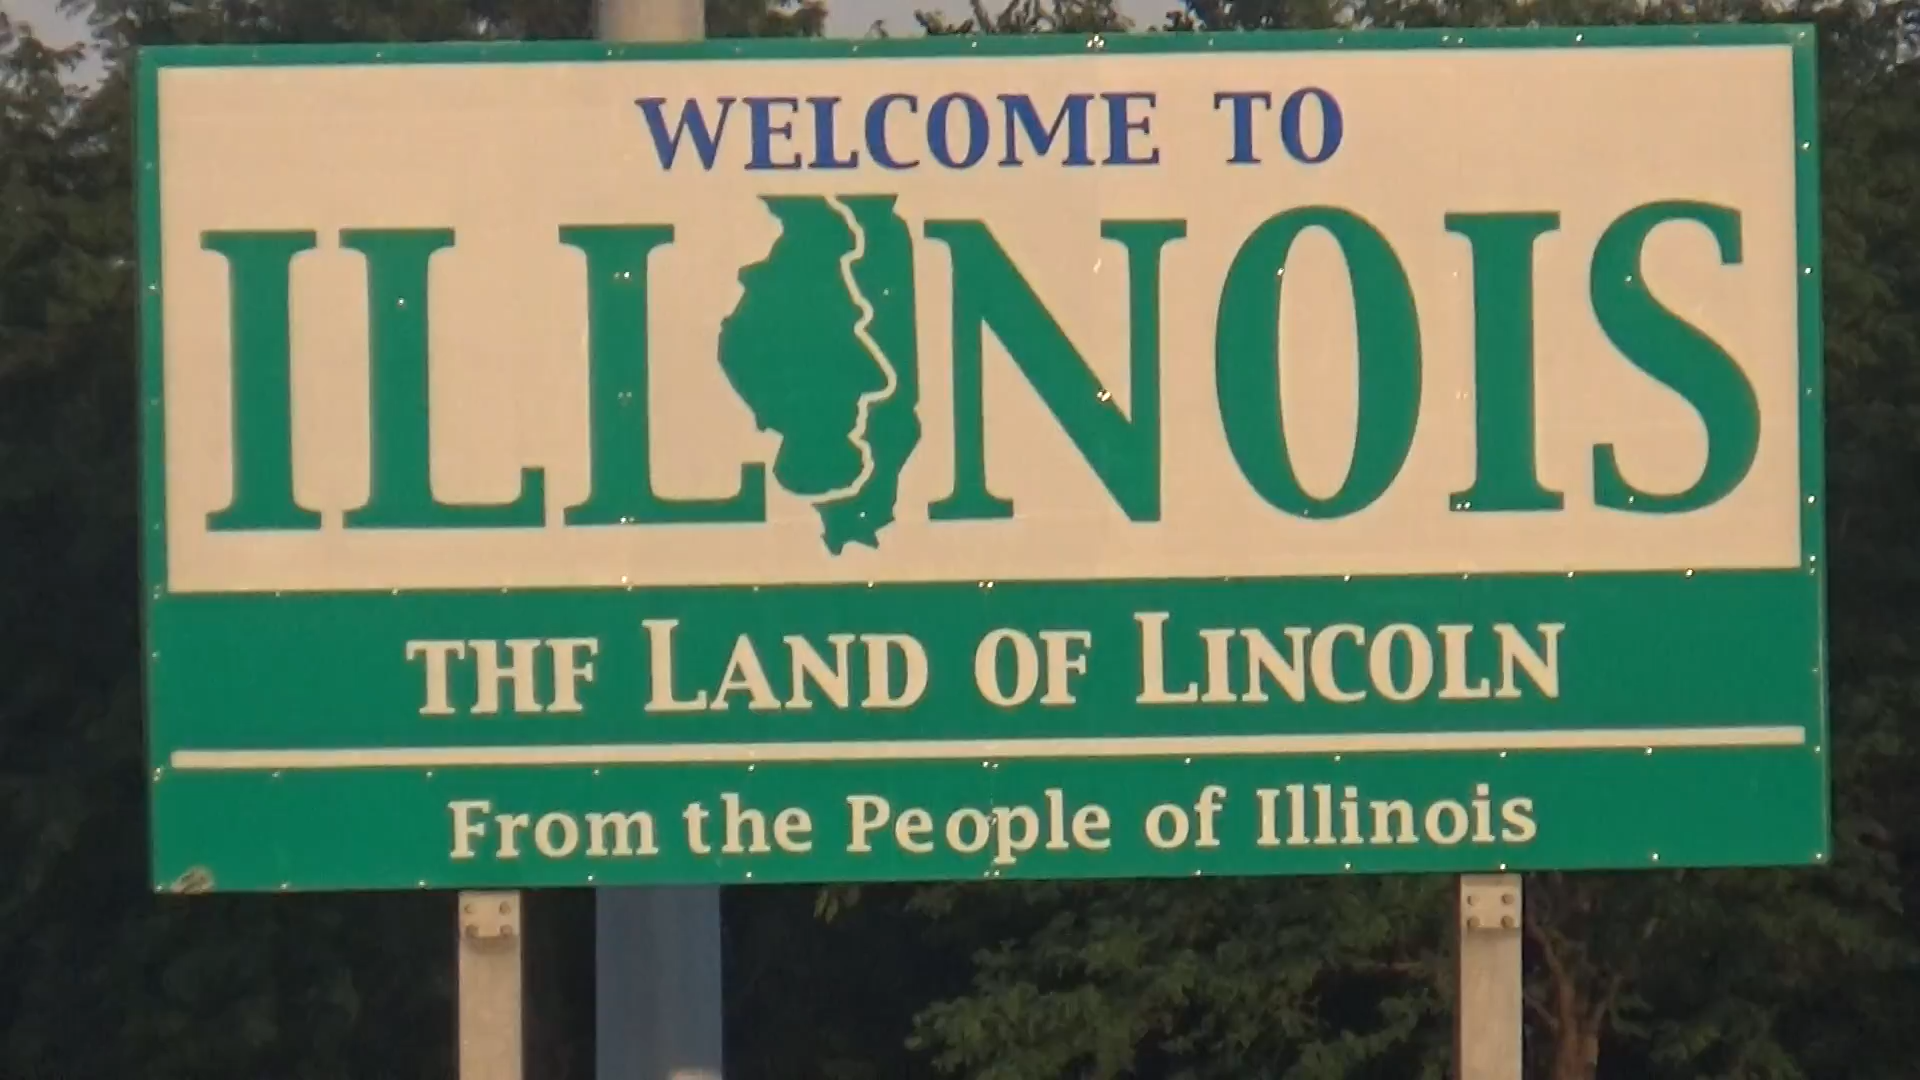 WELCOME TO
ILLINOIS
THF LAND OF LINCOLN
From the People of Illinois